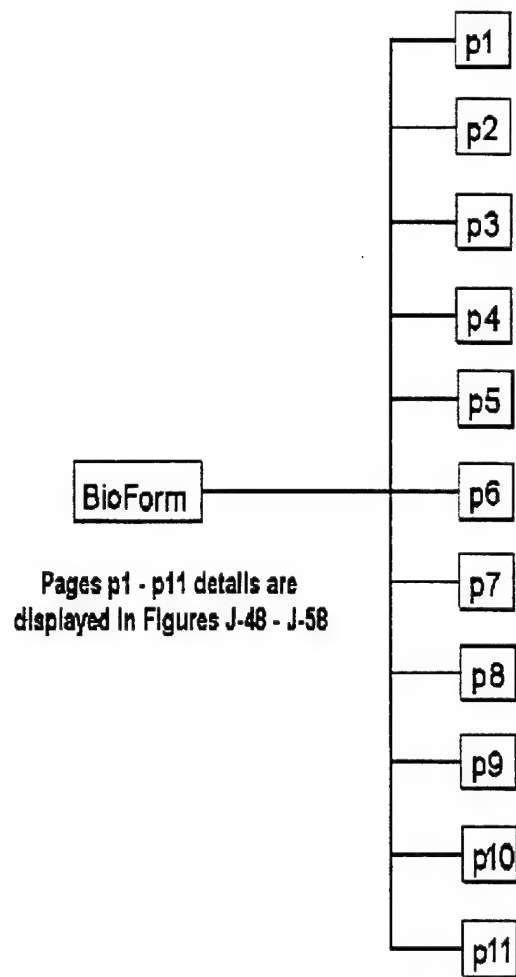 p1
p2
p3
p4
p5
BioForm
p6
Pages p1 - p11 details are
displayed in Figures J-48 - J-58
p7
p8
p9
p10
p11